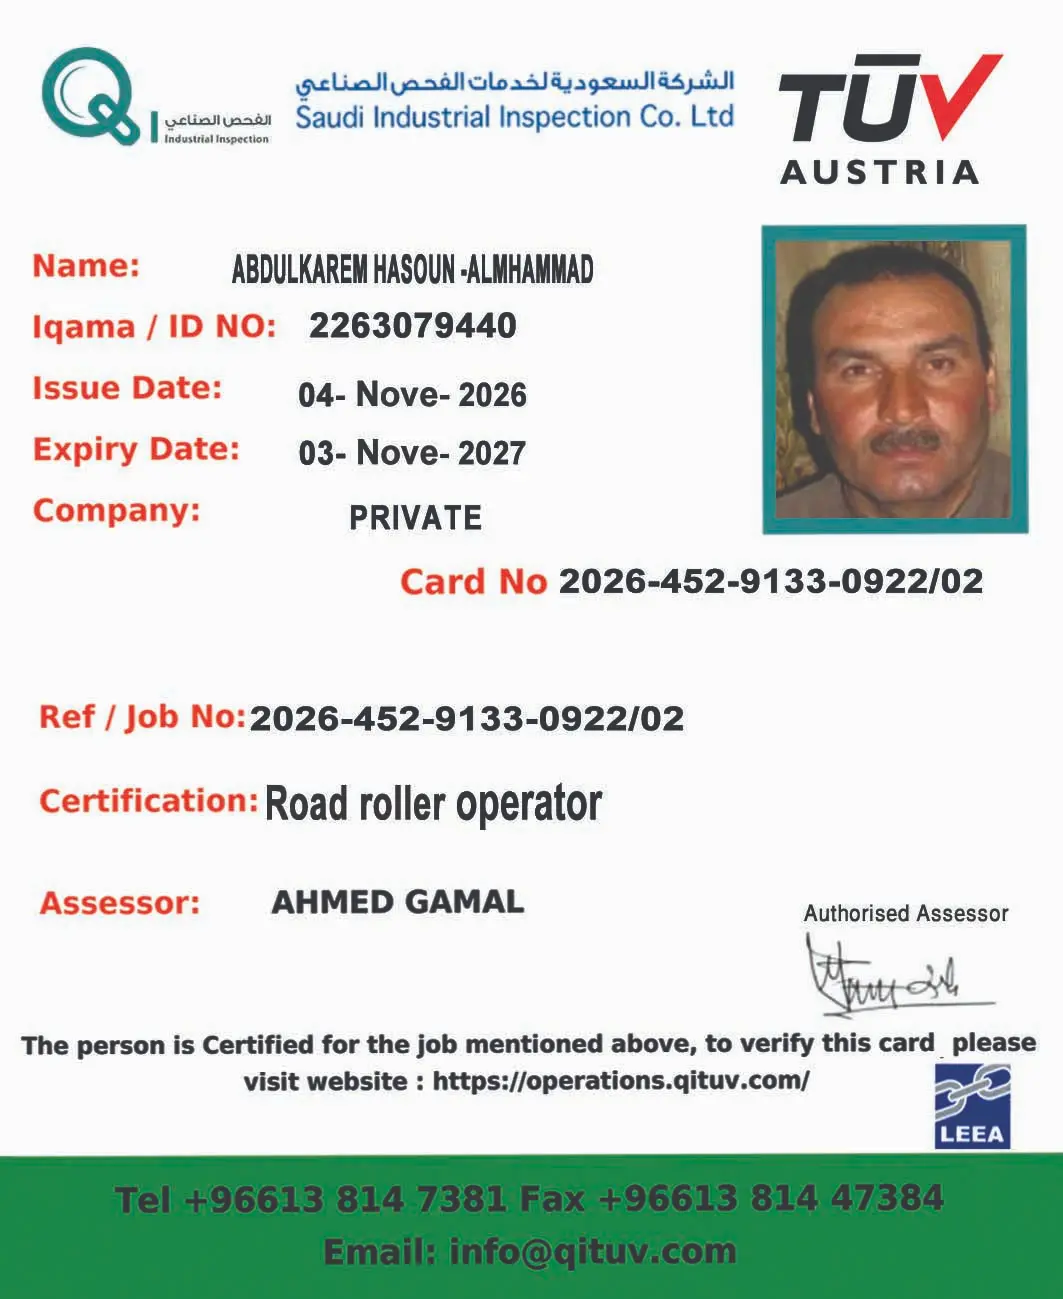 الفحص الصناعي
Industrial Inspection
الشركة السعودية لخدمات الفحص الصناعي
Saudi Industrial Inspection Co. Ltd
TÜV
AUSTRIA
Name: ABDULKAREM HASOUN -ALMHAMMAD
Iqama / ID NO: 2263079440
Issue Date: 04- Nove- 2026
Expiry Date: 03- Nove- 2027
Company: PRIVATE
Card No 2026-452-9133-0922/02
Ref / Job No: 2026-452-9133-0922/02
Certification: Road roller operator
Assessor: AHMED GAMAL
Authorised Assessor
The person is Certified for the job mentioned above, to verify this card please
visit website : https://operations.qituv.com/
LEEA
Tel +96613 814 7381 Fax +96613 814 47384
Email: info@qituv.com